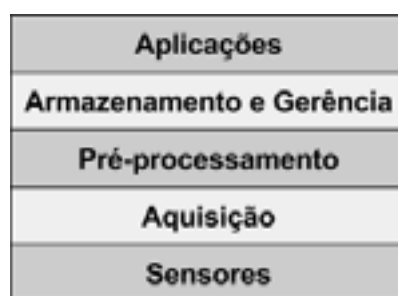 Aplicações
Armazenamento e Gerência
Pré-processamento
Aquisição
Sensores